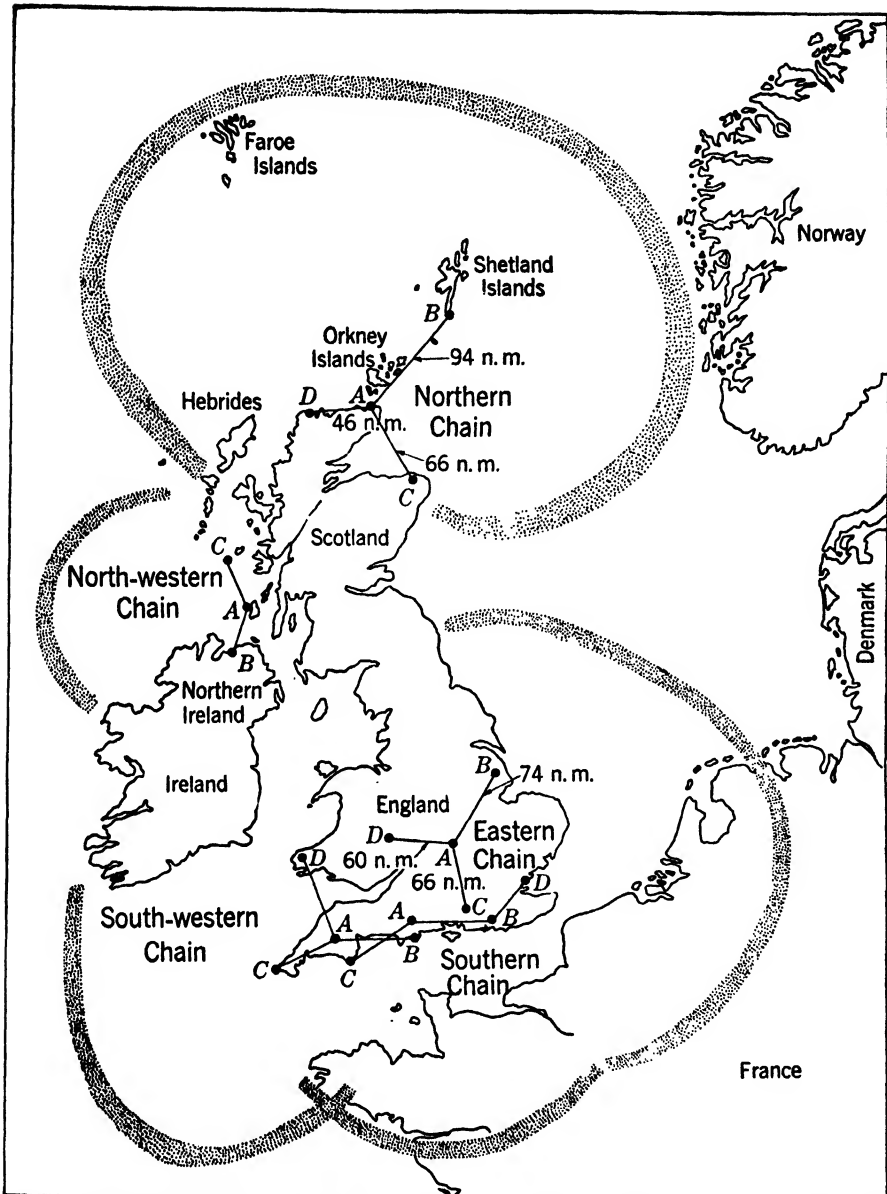 Faroe
Islands
Norway
Shetland
Islands
B
Orkney
Islands
94 n. m.
Hebrides
D
A
46 n. m.
Northern
Chain
66 n. m.
C
Scotland
C
North-western
Chain
A
B
Denmark
Northern
Ireland
Ireland
B
74 n. m.
England
D
A
Eastern
Chain
60 n. m.
66 n. m.
D
D
C
A
B
South-western
Chain
A
B
C
C
Southern
Chain
France